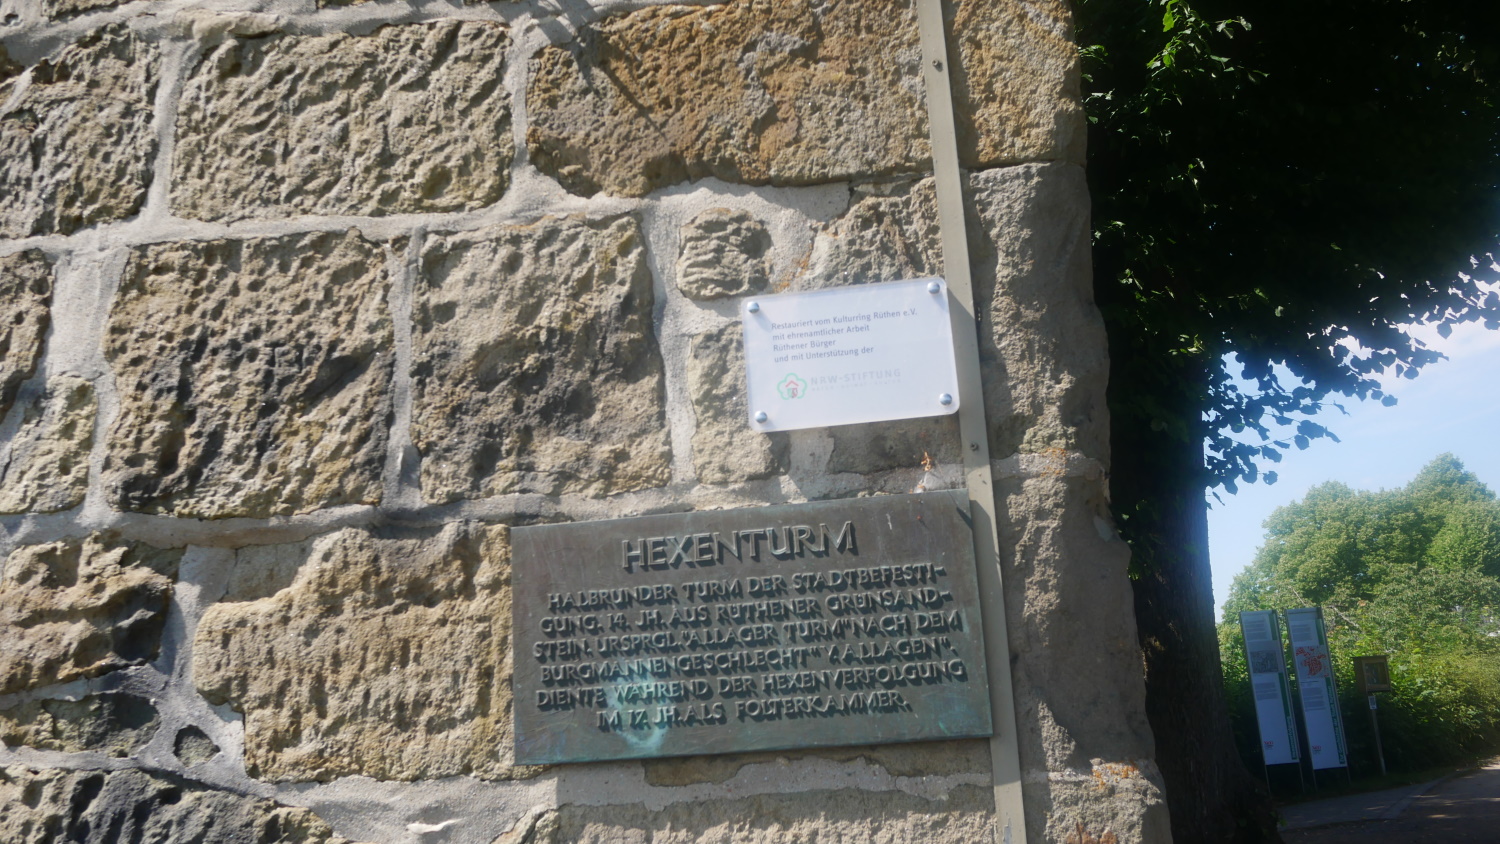 Restauriert vom Kulturring Rüthen e.V.
mit ehrenamtlicher Arbeit
Rüthener Bürger
und mit Unterstützung der
NRW-STIFTUNG
HEXENTURM
HALBRUNDER TURM DER STADTBEFESTI-
GUNG. 14. JH. AUS RÜTHENER GRÜNSAND-
STEIN. URSPRGL. "ALLAGER TURM" NACH DEM
BURGMANNENGESCHLECHT "V. ALLAGEN".
DIENTE WÄHREND DER HEXENVERFOLGUNG
IM 17. JH. ALS FOLTERKAMMER.